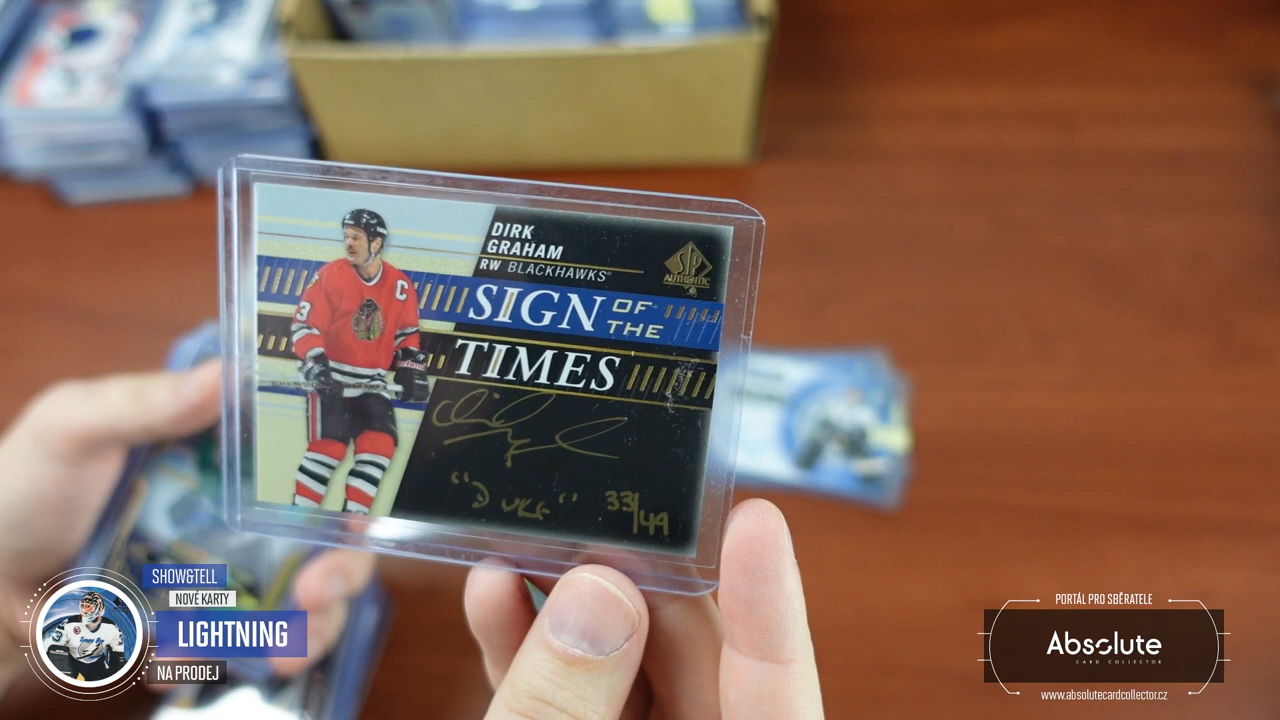 DIRK
GRAHAM
RW BLACKHAWKS
SP
AUTHENTIC
C
3
SIGN OF
THE
TIMES
"DUKE" 33/49
SHOW&TELL
NOVÉ KARTY
LIGHTNING
NA PRODEJ
PORTÁL PRO SBĚRATELE
Absolute
CARD COLLECTOR
www.absolutecardcollector.cz